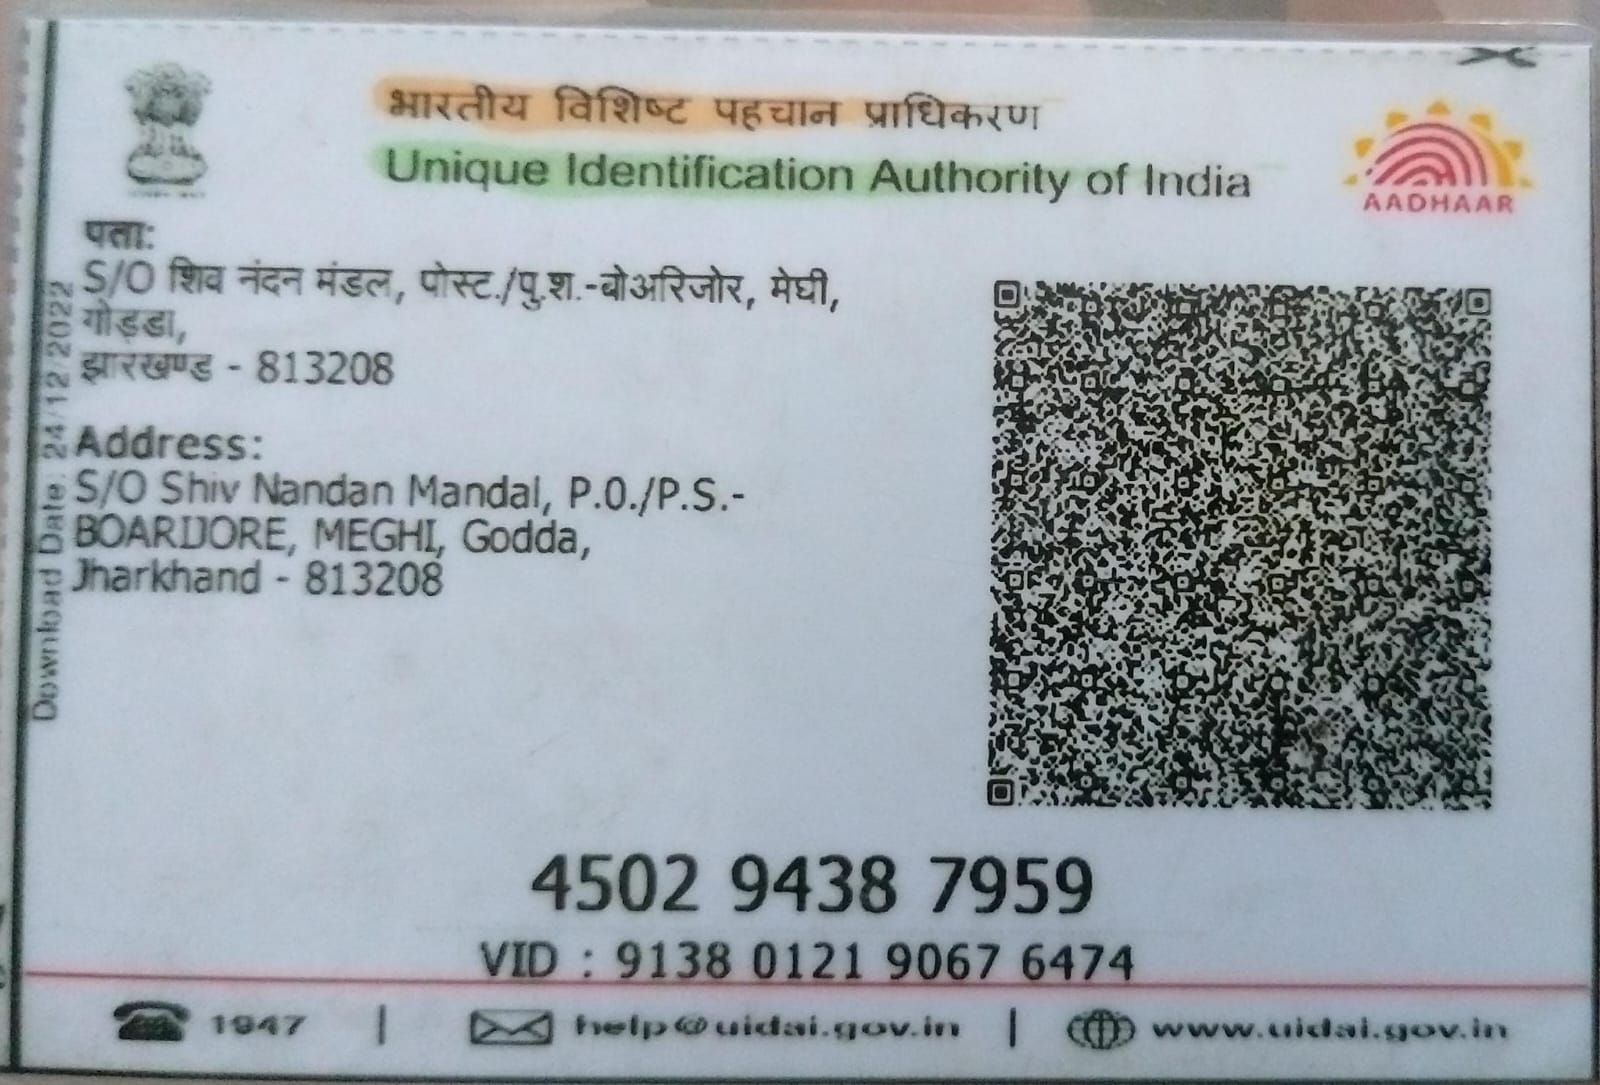 भारतीय विशिष्ट पहचान प्राधिकरण
Unique Identification Authority of India
AADHAAR
पता:
S/O शिव नंदन मंडल, पोस्ट./पु.श.-बोअरिजोर, मेघी,
गोड्डा,
झारखण्ड - 813208
Address:
S/O Shiv Nandan Mandal, P.O./P.S.-
BOARIJORE, MEGHI, Godda,
Jharkhand - 813208
Download Date: 24/12/2022
4502 9438 7959
VID : 9138 0121 9067 6474
1947 | help@uidai.gov.in | www.uidai.gov.in